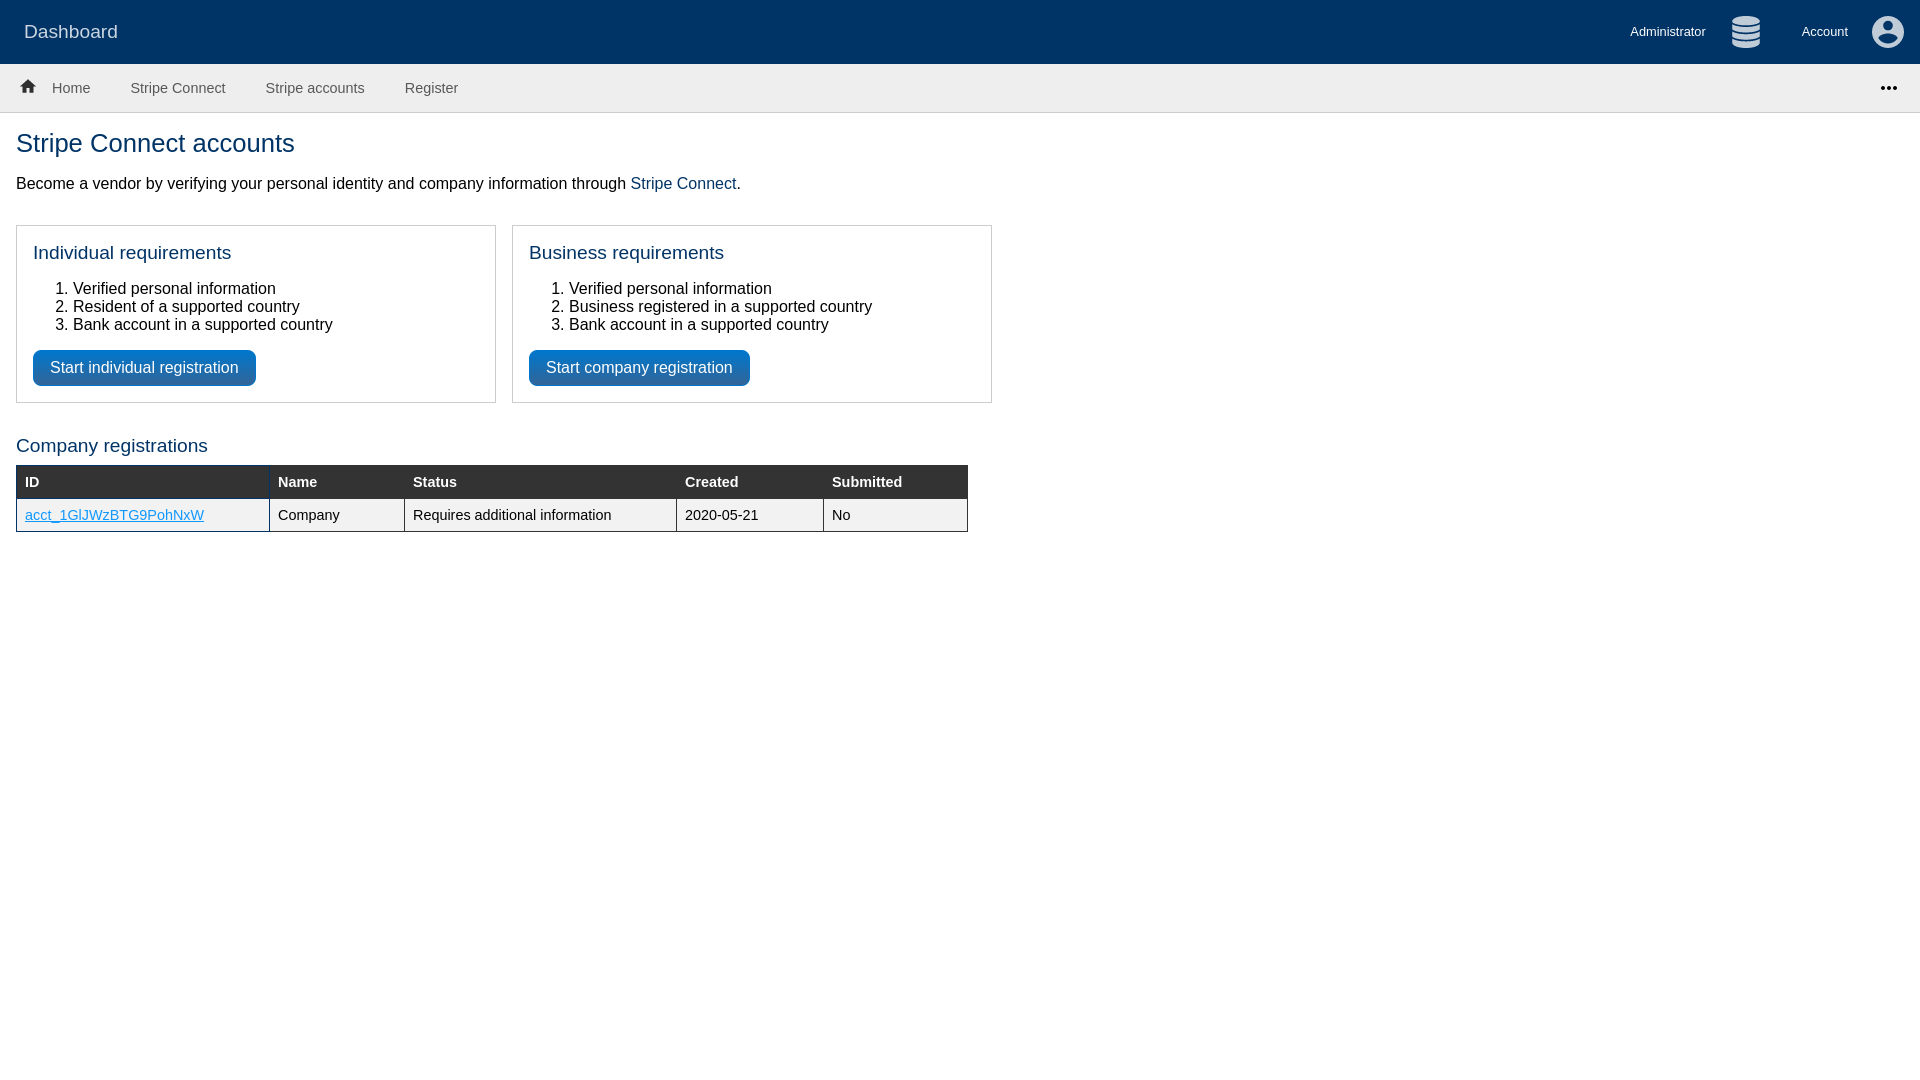 Dashboard
Administrator
Account
Home
Stripe Connect
Stripe accounts
Register
Stripe Connect accounts
Become a vendor by verifying your personal identity and company information through Stripe Connect.
Individual requirements
1. Verified personal information
2. Resident of a supported country
3. Bank account in a supported country
Start individual registration
Business requirements
1. Verified personal information
2. Business registered in a supported country
3. Bank account in a supported country
Start company registration
Company registrations
ID Name Status Created Submitted
acct_1GlJWzBTG9PohNxW Company Requires additional information 2020-05-21 No